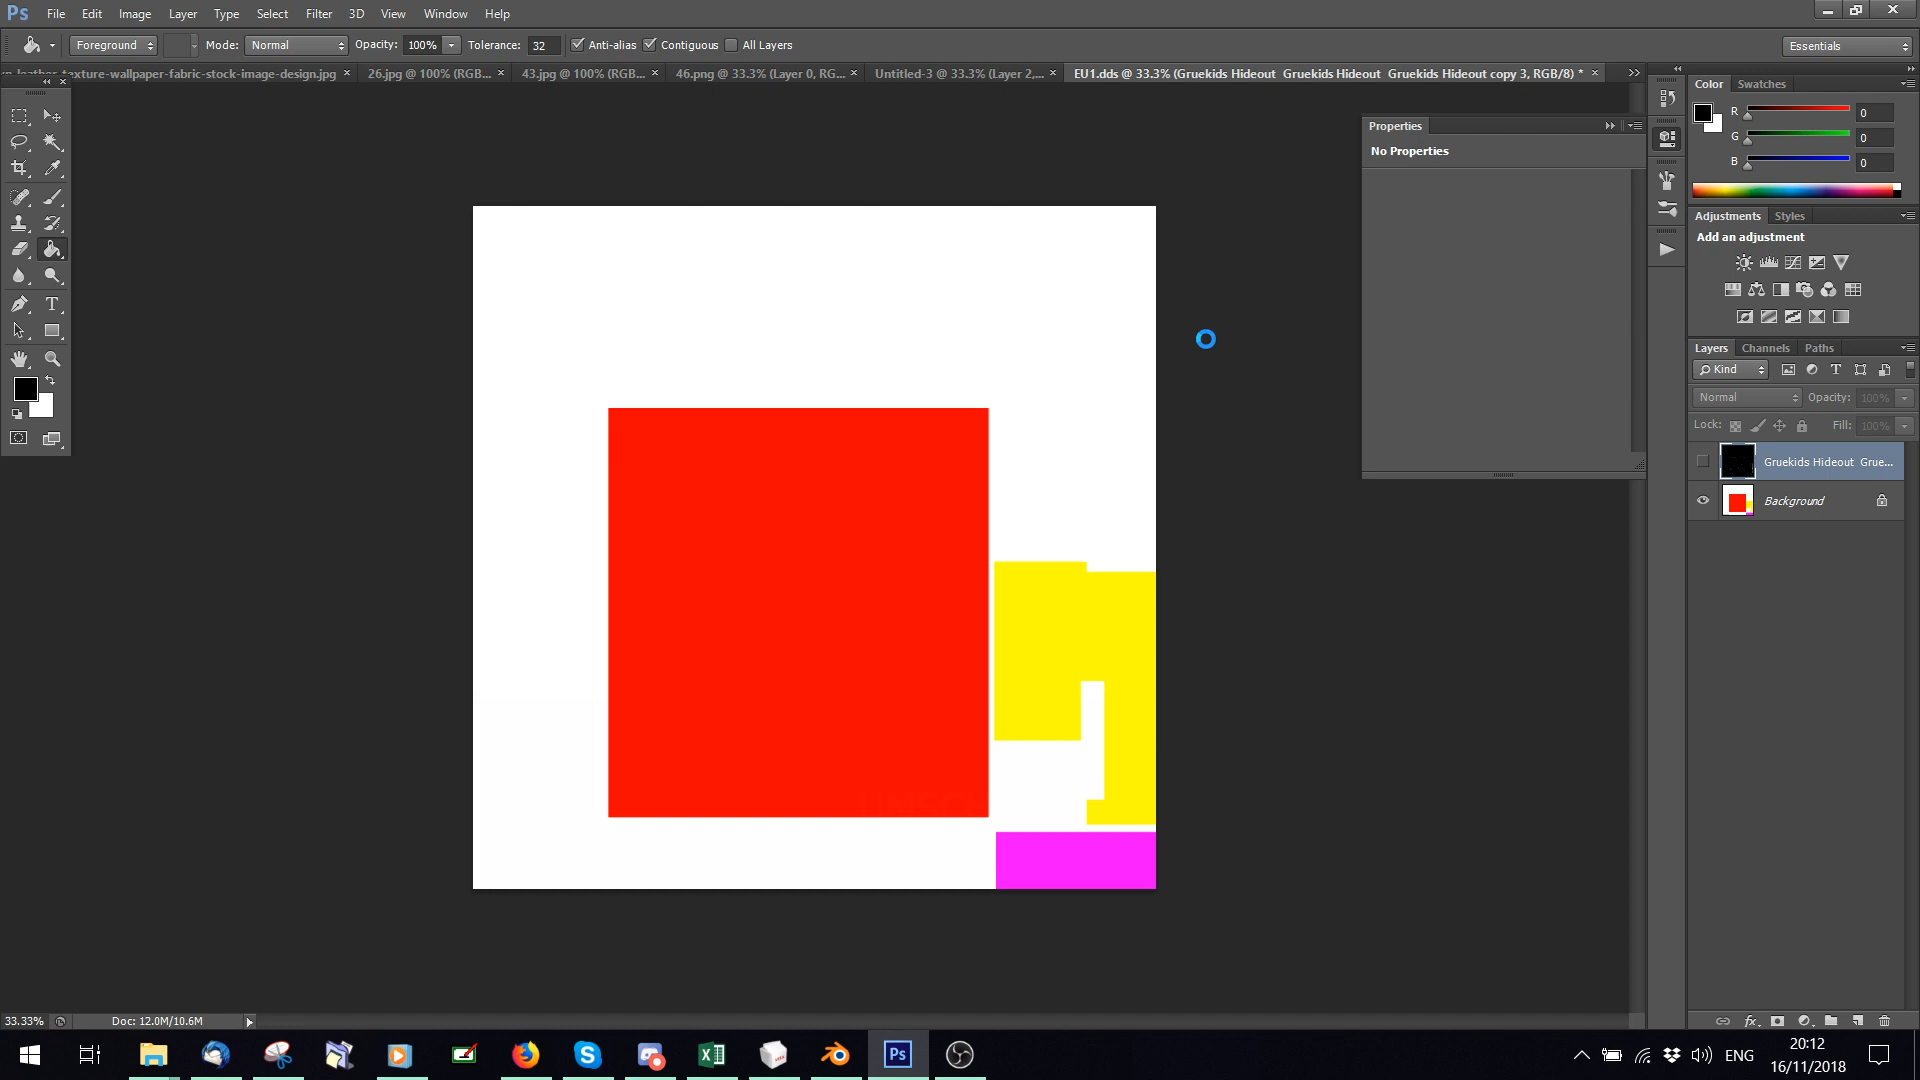 Ps File Edit Image Layer Type Select Filter 3D View Window Help
Foreground Mode: Normal Opacity: 100% Tolerance: 32 Anti-alias Contiguous All Layers Essentials
leather-texture-wallpaper-fabric-stock-image-design.jpg × 26.jpg @ 100% (RGB... × 43.jpg @ 100% (RGB... × 46.png @ 33.3% (Layer 0, RG... × Untitled-3 @ 33.3% (Layer 2,... × EU1.dds @ 33.3% (Gruekids Hideout Gruekids Hideout Gruekids Hideout copy 3, RGB/8) * ×
Properties
No Properties
Color Swatches
R 0
G 0
B 0
Adjustments Styles
Add an adjustment
Layers Channels Paths
Kind
Normal Opacity: 100%
Lock: Fill: 100%
Gruekids Hideout Grue...
Background
33.33% Doc: 12.0M/10.6M
Ps ENG 20:12
16/11/2018